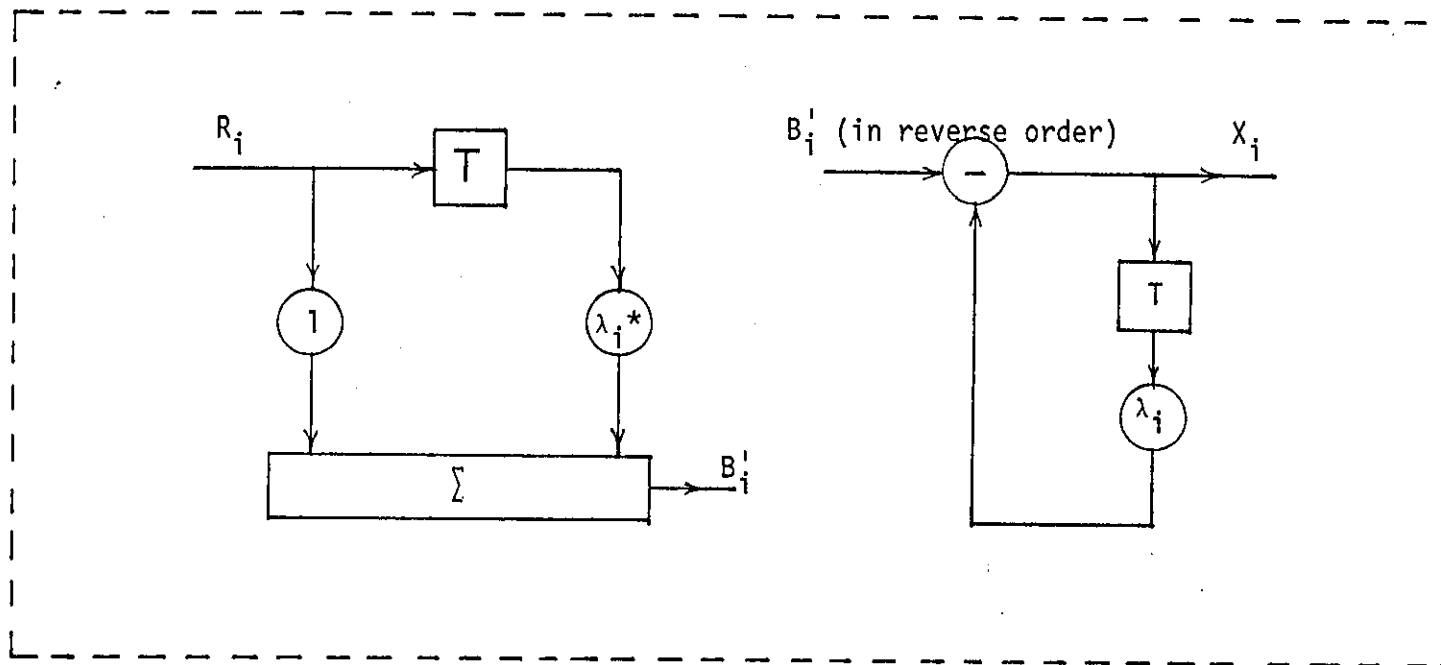 R_i
T
1
λ_i*
Σ
B_i'
B_i' (in reverse order)
X_i
−
T
λ_i